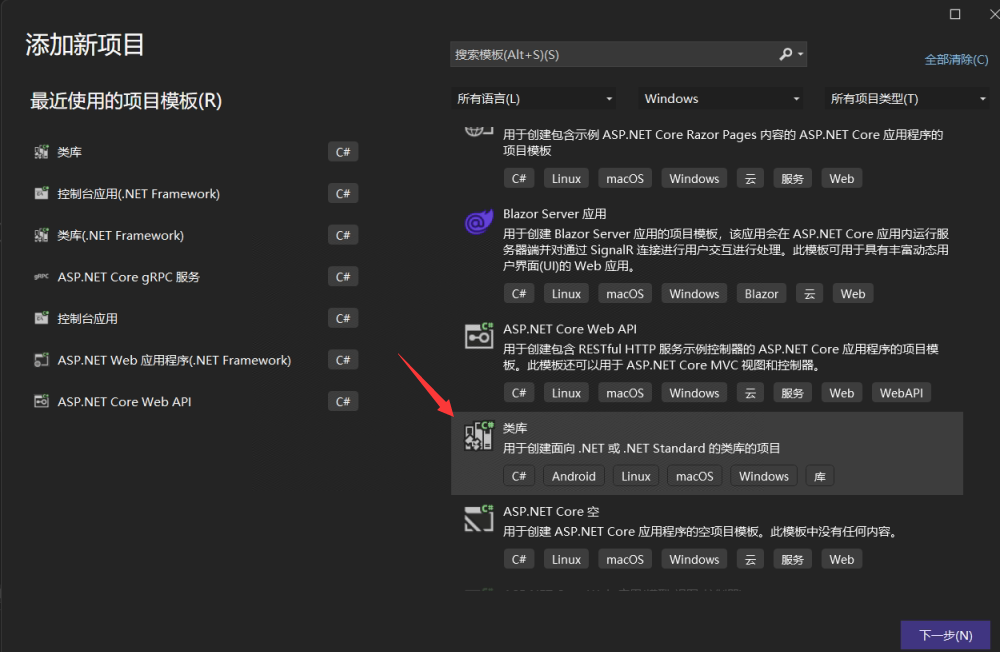 添加新项目
最近使用的项目模板(R)
类库
C#
控制台应用(.NET Framework)
C#
类库(.NET Framework)
C#
gRPC
ASP.NET Core gRPC 服务
C#
控制台应用
C#
ASP.NET Web 应用程序(.NET Framework)
C#
ASP.NET Core Web API
C#
搜索模板(Alt+S)(S)
全部清除(C)
所有语言(L)
Windows
所有项目类型(T)
用于创建包含示例 ASP.NET Core Razor Pages 内容的 ASP.NET Core 应用程序的
项目模板
C# Linux macOS Windows 云 服务 Web
Blazor Server 应用
用于创建 Blazor Server 应用的项目模板，该应用会在 ASP.NET Core 应用内运行服
务器端并对通过 SignalR 连接进行用户交互进行处理。此模板可用于具有丰富动态用
户界面(UI)的 Web 应用。
C# Linux macOS Windows Blazor 云 Web
ASP.NET Core Web API
用于创建包含 RESTful HTTP 服务示例控制器的 ASP.NET Core 应用程序的项目模
板。此模板还可以用于 ASP.NET Core MVC 视图和控制器。
C# Linux macOS Windows 云 服务 Web WebAPI
类库
用于创建面向 .NET 或 .NET Standard 的类库的项目
C# Android Linux macOS Windows 库
ASP.NET Core 空
用于创建 ASP.NET Core 应用程序的空项目模板。此模板中没有任何内容。
C# Linux macOS Windows 云 服务 Web
下一步(N)